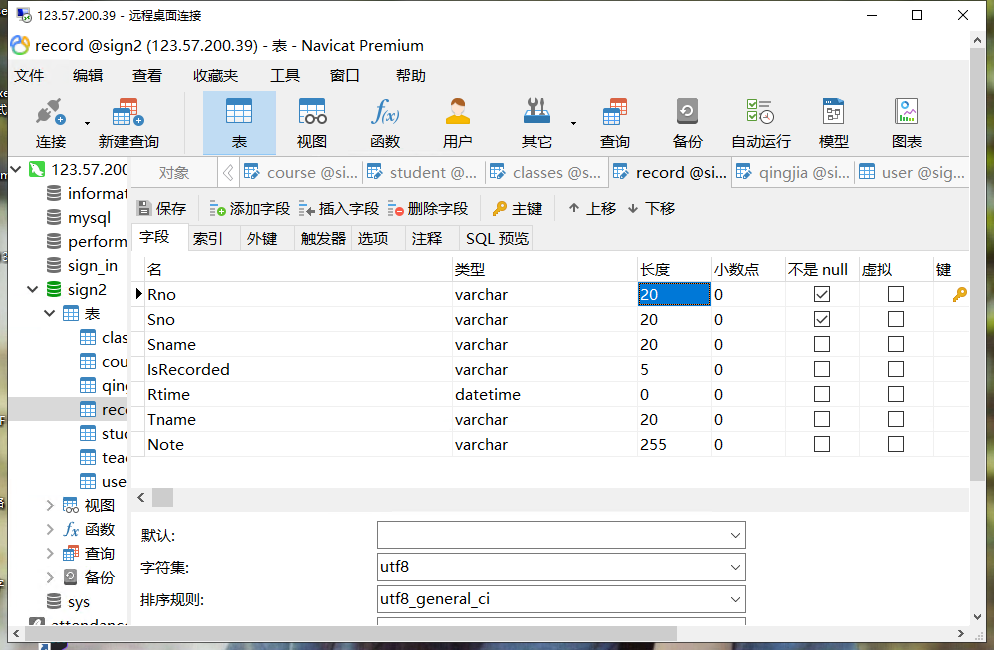 123.57.200.39 - 远程桌面连接
record @sign2 (123.57.200.39) - 表 - Navicat Premium
文件 编辑 查看 收藏夹 工具 窗口 帮助
连接 新建查询 表 视图 函数 用户 其它 查询 备份 自动运行 模型 图表
123.57.200
informat
mysql
perform
sign_in
sign2
表
clas
cou
qing
reco
stud
tea
use
视图
函数
查询
备份
sys
对象 course @si... student @... classes @s... record @si... qingjia @si... user @sig...
保存 添加字段 插入字段 删除字段 主键 上移 下移
字段 索引 外键 触发器 选项 注释 SQL 预览
名 类型 长度 小数点 不是 null 虚拟 键
Rno varchar 20 0
Sno varchar 20 0
Sname varchar 20 0
IsRecorded varchar 5 0
Rtime datetime 0 0
Tname varchar 20 0
Note varchar 255 0
默认:
字符集: utf8
排序规则: utf8_general_ci